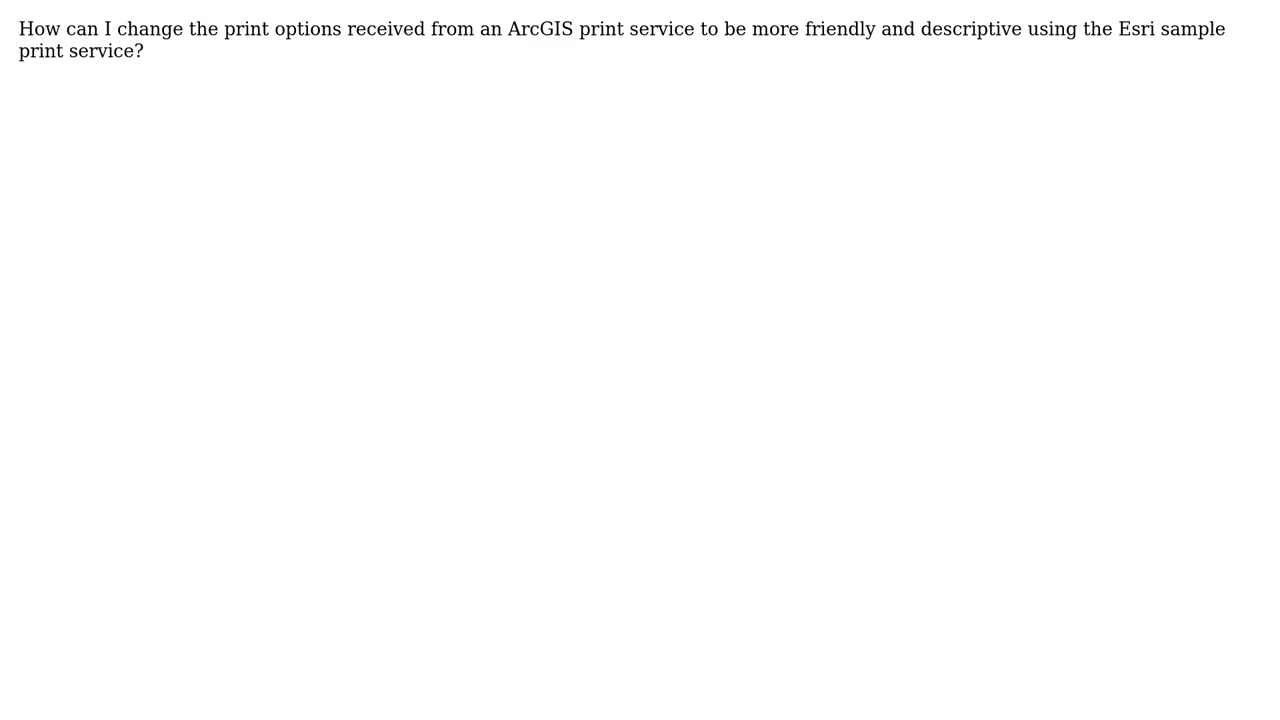 How can I change the print options received from an ArcGIS print service to be more friendly and descriptive using the Esri sample
print service?